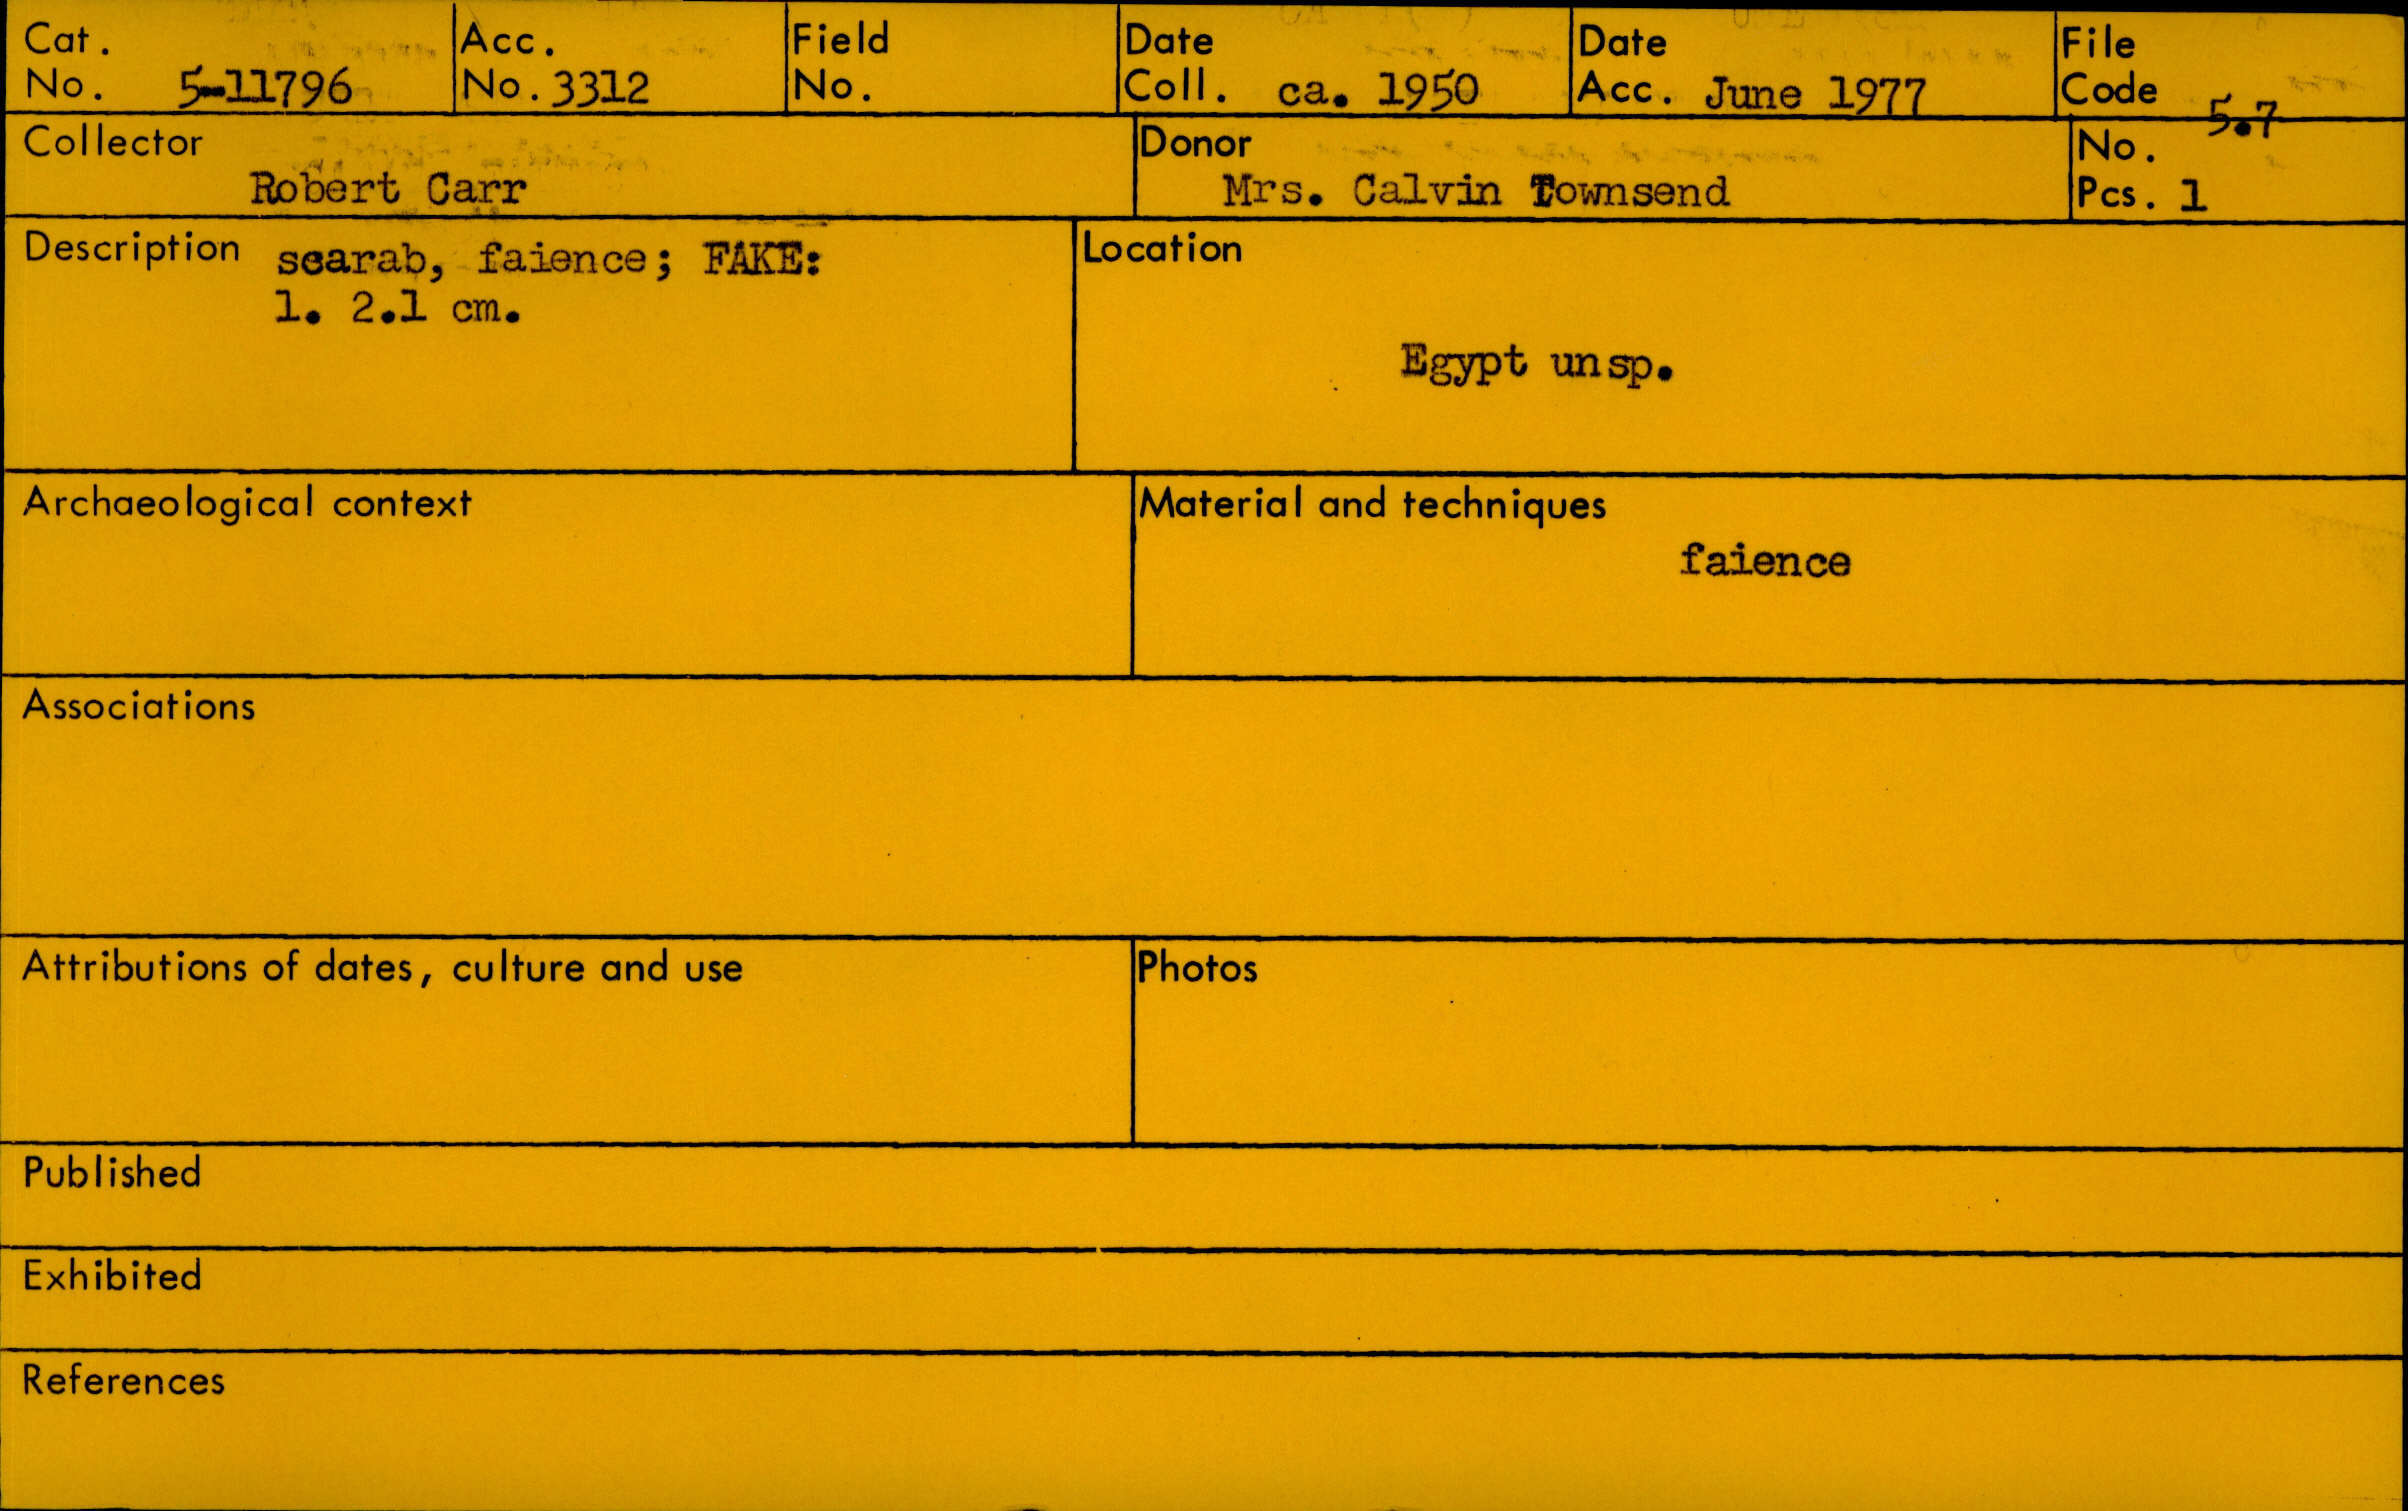 Cat. No. 5-11796
Acc. No. 3312
Field No.
Date Coll. ca. 1950
Date Acc. June 1977
File Code 5.7
Collector
Robert Carr
Donor
Mrs. Calvin Townsend
No. Pcs. 1
Description scarab, faience; FAKE:
l. 2.1 cm.
Location
Egypt unsp.
Archaeological context
Material and techniques
faience
Associations
Attributions of dates, culture and use
Photos
Published
Exhibited
References